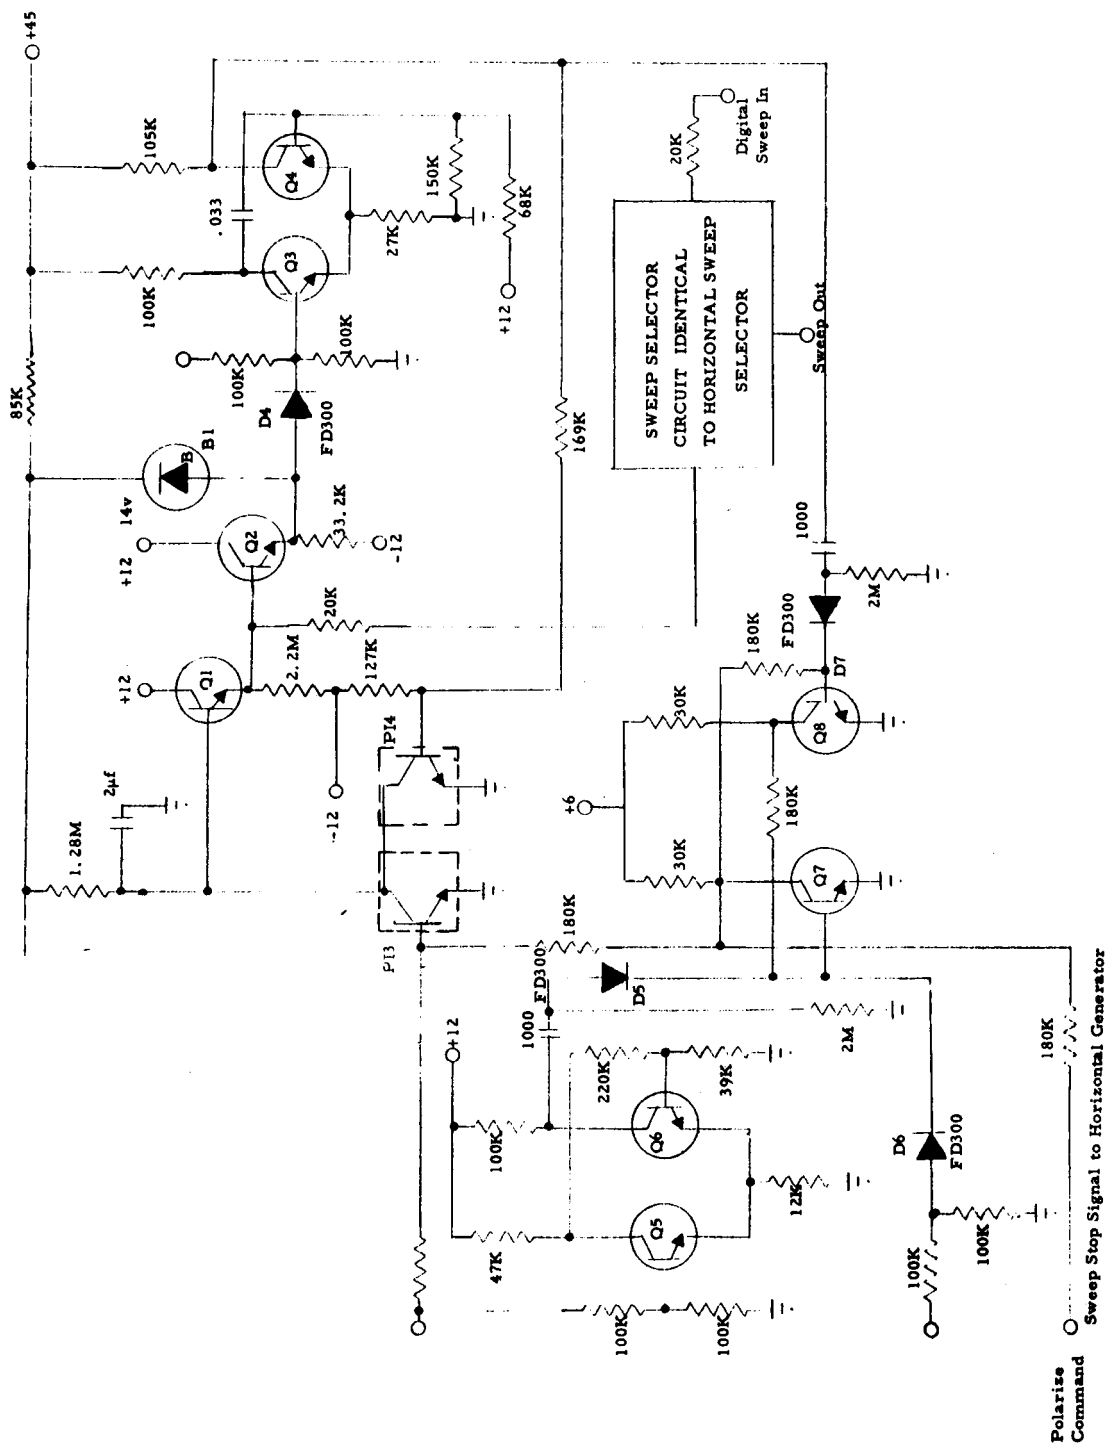 +45
85K
105K
.033
100K
Q4
Q3
150K
27K
68K
+12
100K
100K
D4
FD300
B
B1
14v
+12
Q2
33.2K
-12
20K
2.2M
127K
169K
+12
Q1
1.28M
2µf
-12
PI4
PI3
20K
Digital
Sweep In
SWEEP SELECTOR
CIRCUIT IDENTICAL
TO HORIZONTAL SWEEP
SELECTOR
Sweep Out
1000
2M
FD300
D7
180K
30K
Q8
+6
180K
30K
Q7
180K
FD300
D5
1000
2M
+12
220K
39K
100K
Q6
12K
47K
Q5
100K
100K
D6
FD300
100K
100K
180K
Polarize
Command
Sweep Stop Signal to Horizontal Generator